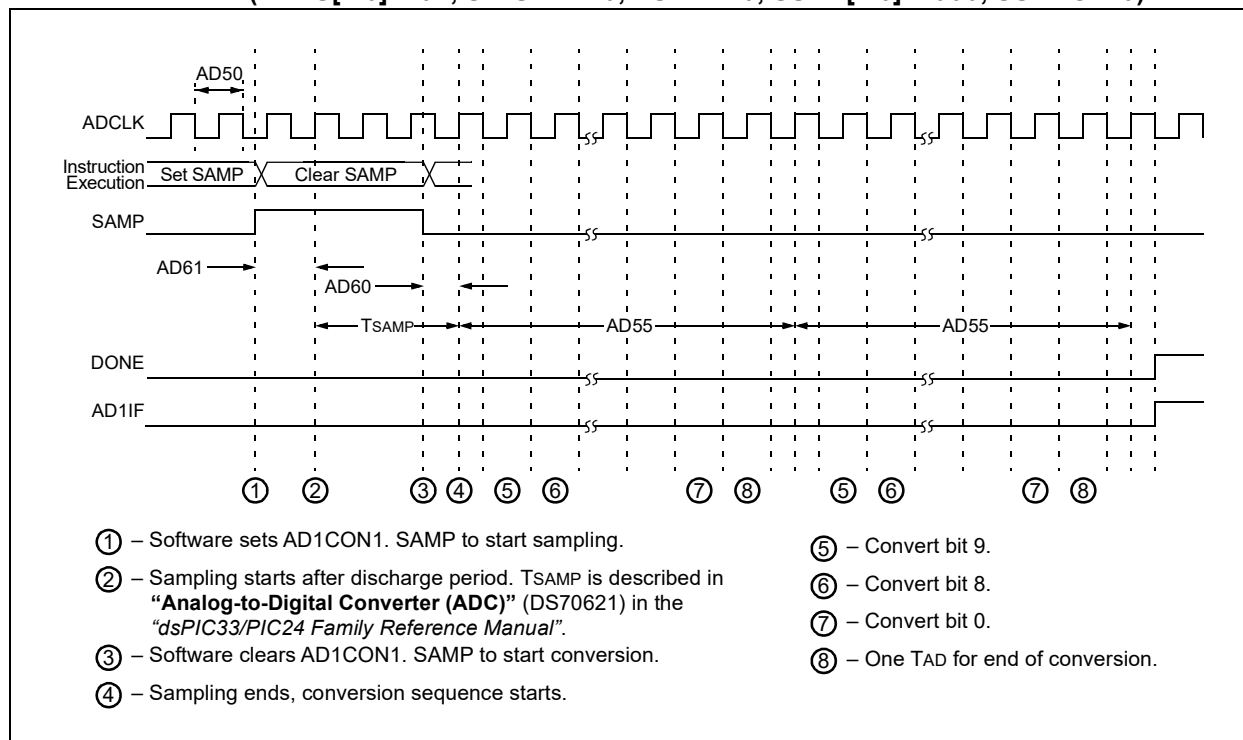 AD50
ADCLK
Instruction
Execution
Set SAMP
Clear SAMP
SAMP
AD61
AD60
TSAMP
AD55
AD55
DONE
AD1IF
1 2 3 4 5 6 7 8 5 6 7 8
1 – Software sets AD1CON1. SAMP to start sampling.
2 – Sampling starts after discharge period. TSAMP is described in
“Analog-to-Digital Converter (ADC)” (DS70621) in the
“dsPIC33/PIC24 Family Reference Manual”.
3 – Software clears AD1CON1. SAMP to start conversion.
4 – Sampling ends, conversion sequence starts.
5 – Convert bit 9.
6 – Convert bit 8.
7 – Convert bit 0.
8 – One TAD for end of conversion.